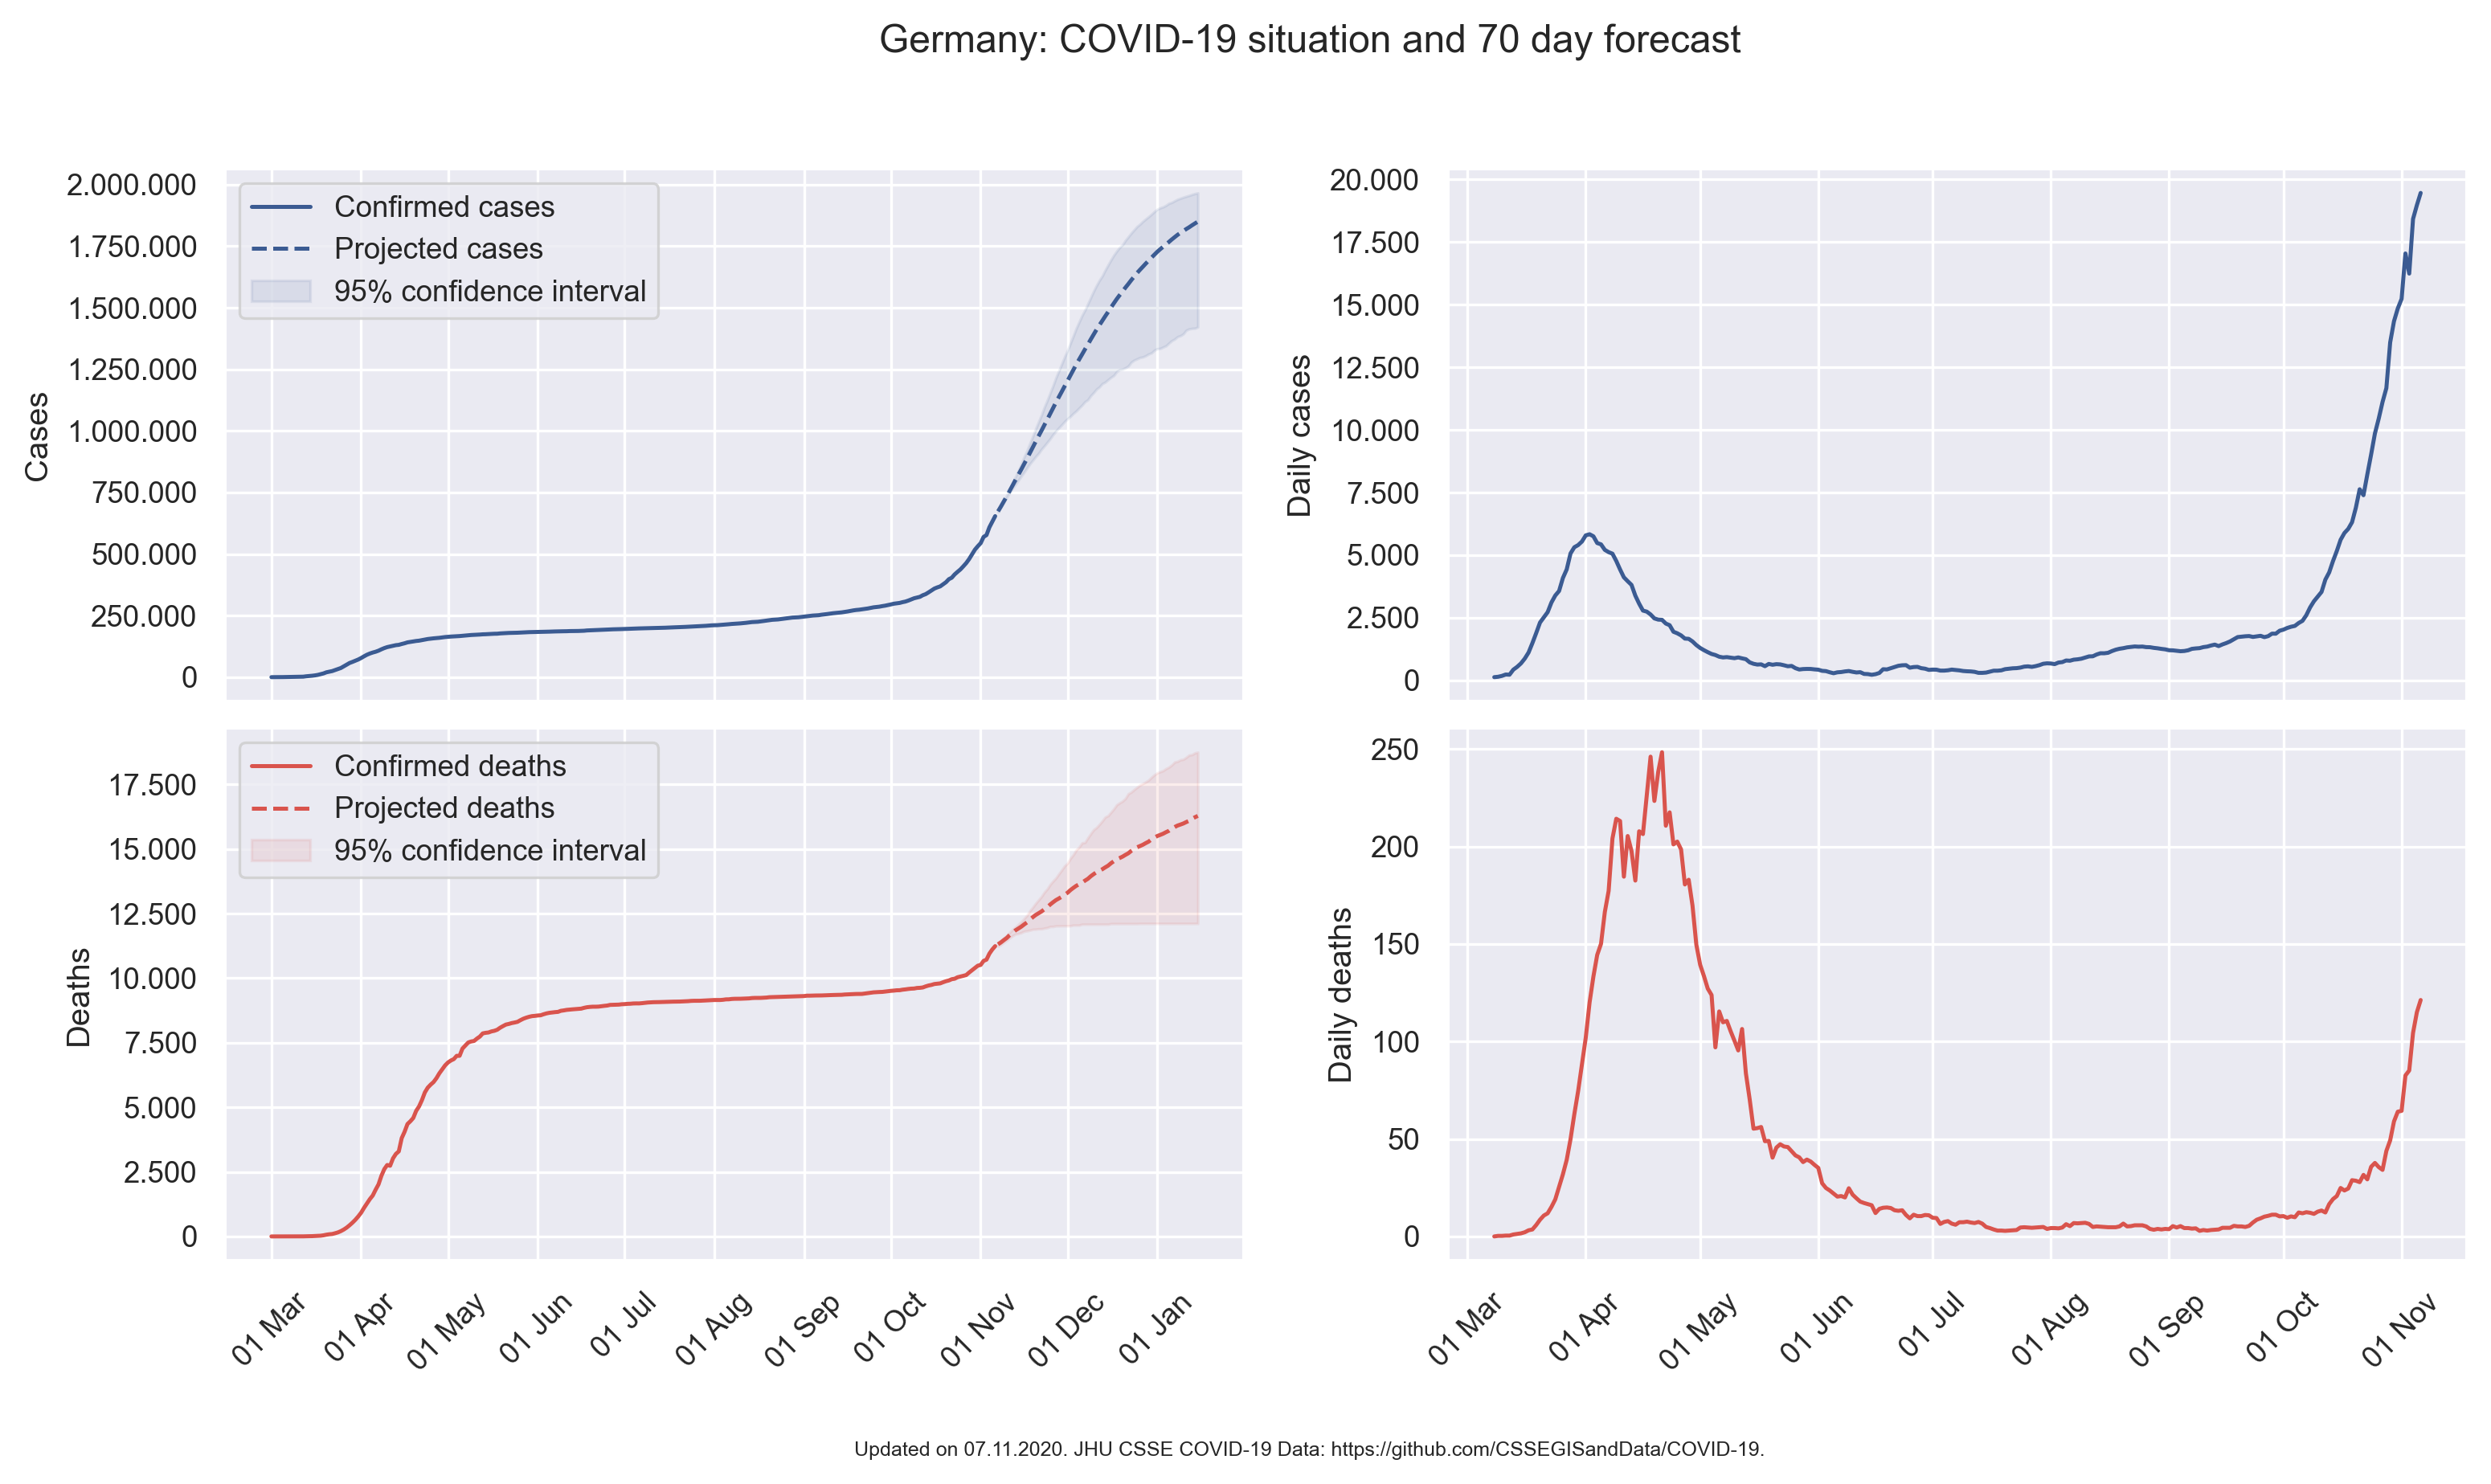 Germany: COVID-19 situation and 70 day forecast
Cases
2.000.000
1.750.000
1.500.000
1.250.000
1.000.000
750.000
500.000
250.000
0
Confirmed cases
Projected cases
95% confidence interval
Daily cases
20.000
17.500
15.000
12.500
10.000
7.500
5.000
2.500
0
Deaths
17.500
15.000
12.500
10.000
7.500
5.000
2.500
0
Confirmed deaths
Projected deaths
95% confidence interval
01 Mar
01 Apr
01 May
01 Jun
01 Jul
01 Aug
01 Sep
01 Oct
01 Nov
01 Dec
01 Jan
Daily deaths
250
200
150
100
50
0
01 Mar
01 Apr
01 May
01 Jun
01 Jul
01 Aug
01 Sep
01 Oct
01 Nov
Updated on 07.11.2020. JHU CSSE COVID-19 Data: https://github.com/CSSEGISandData/COVID-19.